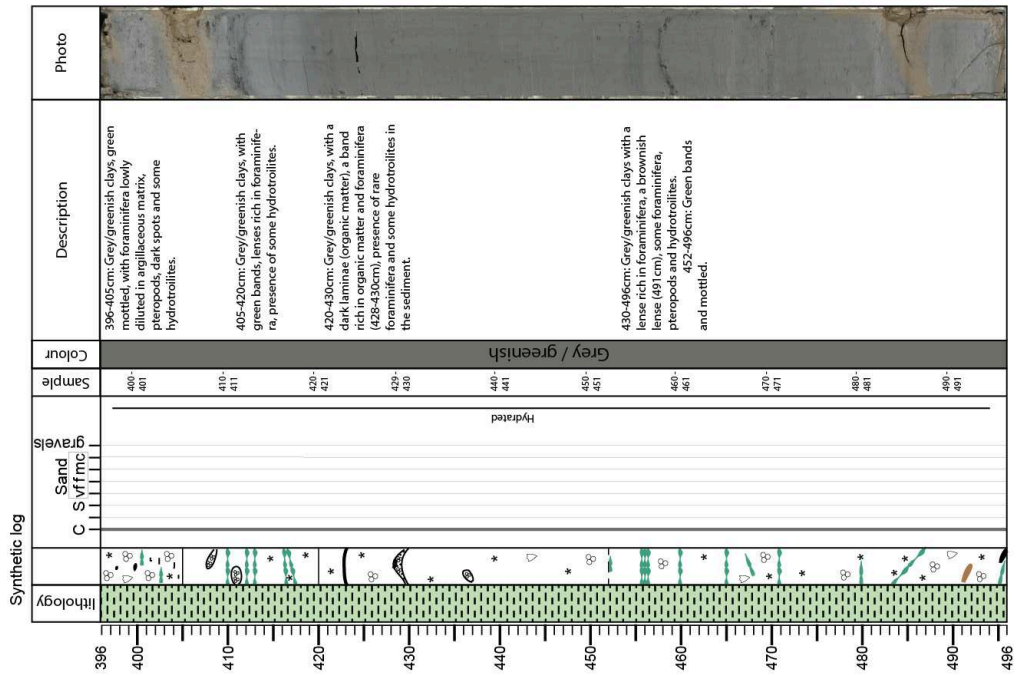 Photo
Description
Colour
Sample
Synthetic log
lithology
396-405cm: Grey/greenish clays, green
mottled, with foraminifera lowly
diluted in argillaceous matrix,
pteropods, dark spots and some
hydrotroilites.
405-420cm: Grey/greenish clays, with
green bands, lenses rich in foraminife-
ra, presence of some hydrotroilites.
420-430cm: Grey/greenish clays, with a
dark laminae (organic matter), a band
rich in organic matter and foraminifera
(428-430cm), presence of rare
foraminifera and some hydrotroilites in
the sediment.
430-496cm: Grey/greenish clays with a
lense rich in foraminifera, a brownish
lense (491 cm), some foraminifera,
pteropods and hydrotroilites.
452-496cm: Green bands
and mottled.
Grey / greenish
400-
401
410-
411
420-
421
429-
430
440-
441
450-
451
460-
461
470-
471
480-
481
490-
491
Hydrated
gravels
Sand
vf f m c
S
C
396
400
410
420
430
440
450
460
470
480
490
496